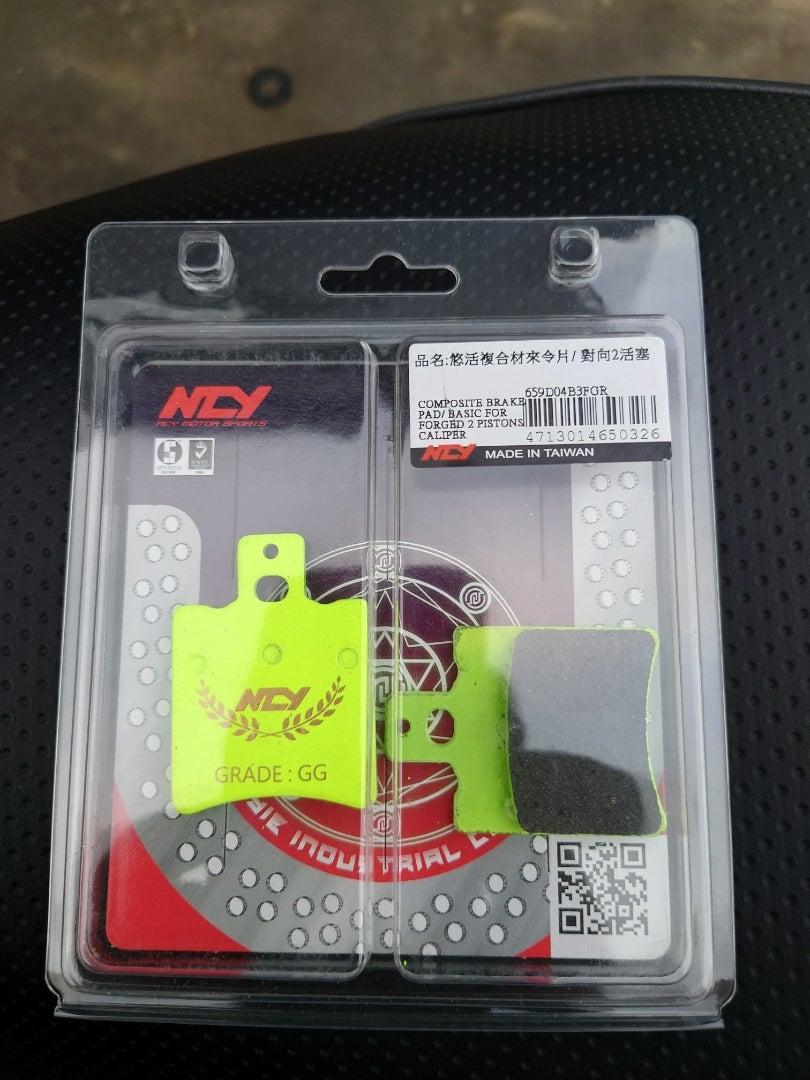 NCY
NCY MOTOR SPORTS
品名:悠活複合材來令片/ 對向2活塞
659D04B3FGR
COMPOSITE BRAKE
PAD/ BASIC FOR
FORGED 2 PISTONS
CALIPER
4713014650326
NCY MADE IN TAIWAN
NCY
GRADE : GG
INDUSTRIAL